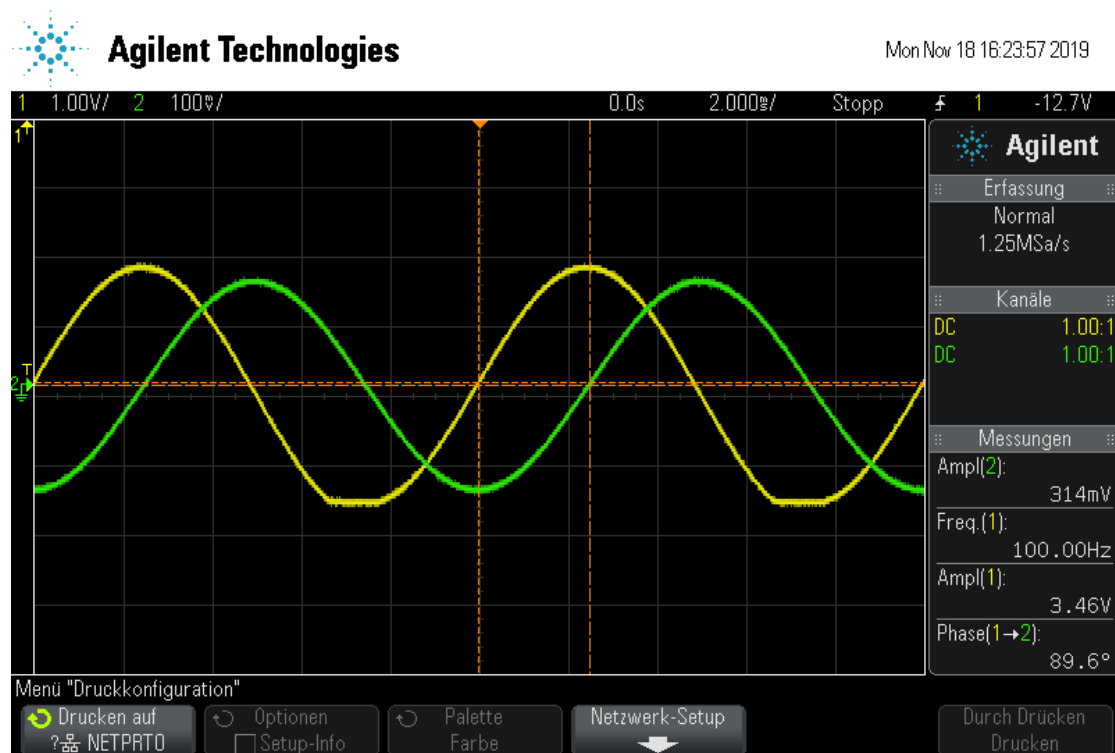 Agilent Technologies
Mon Nov 18 16:23:57 2019
1 1.00V/ 2 100mV/ 0.0s 2.000ms/ Stopp 1 -12.7V
1
Agilent
Erfassung
Normal
1.25MSa/s
Kanäle
DC 1.00:1
DC 1.00:1
T
2
Messungen
Ampl(2):
314mV
Freq.(1):
100.00Hz
Ampl(1):
3.46V
Phase(1→2):
89.6°
Menü "Druckkonfiguration"
Drucken auf
?品 NETPRT0
Optionen
Setup-Info
Palette
Farbe
Netzwerk-Setup
Durch Drücken
Drucken